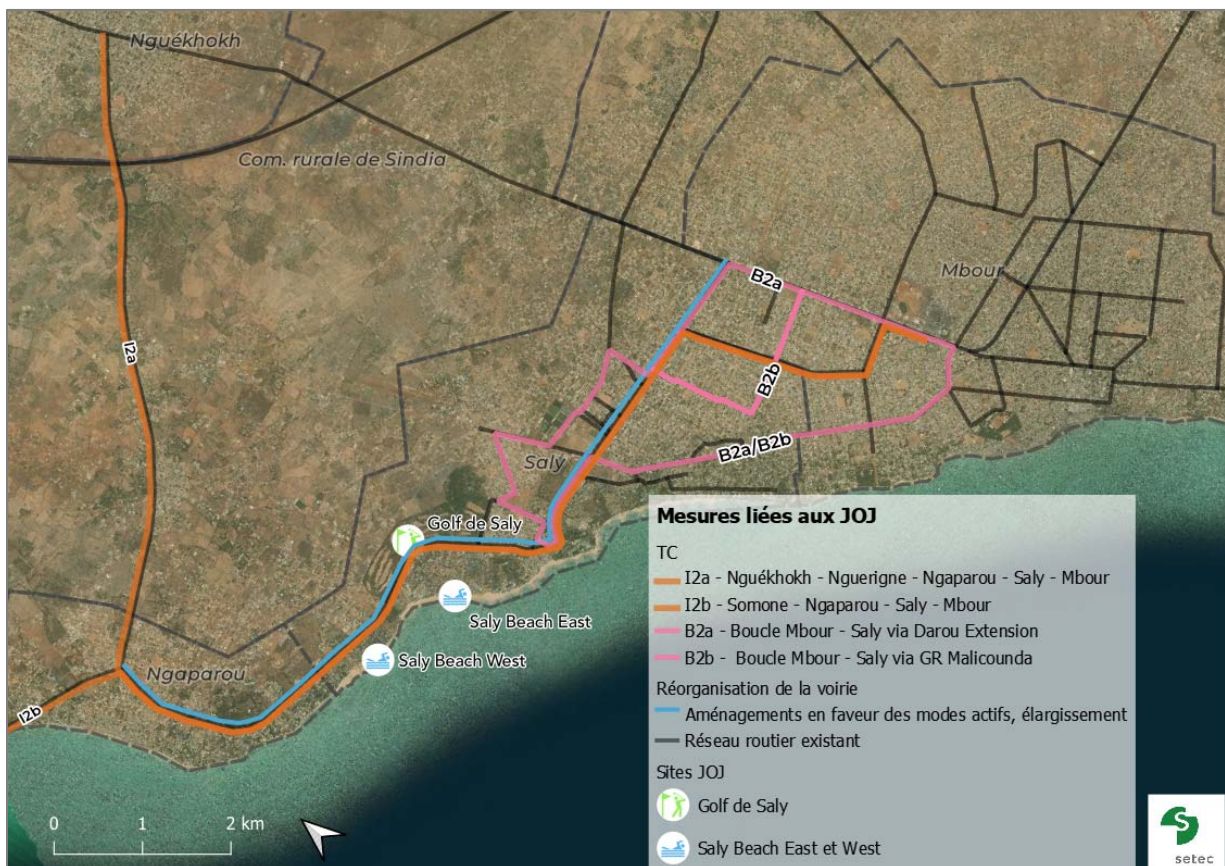 Nguékhokh
Com. rurale de Sindia
I2a
B2a
Mbour
B2b
B2a/B2b
Saly
Golf de Saly
Saly Beach East
Saly Beach West
Ngaparou
I2b
0 1 2 km
Mesures liées aux JOJ
TC
I2a - Nguékhokh - Nguerigne - Ngaparou - Saly - Mbour
I2b - Somone - Ngaparou - Saly - Mbour
B2a - Boucle Mbour - Saly via Darou Extension
B2b - Boucle Mbour - Saly via GR Malicounda
Réorganisation de la voirie
Aménagements en faveur des modes actifs, élargissement
Réseau routier existant
Sites JOJ
Golf de Saly
Saly Beach East et West
setec